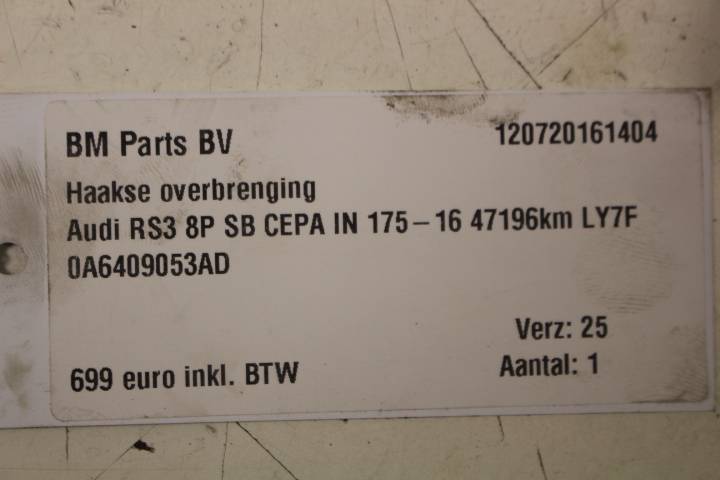 BM Parts BV 120720161404
Haakse overbrenging
Audi RS3 8P SB CEPA IN 175-16 47196km LY7F
0A6409053AD
Verz: 25
699 euro inkl. BTW Aantal: 1